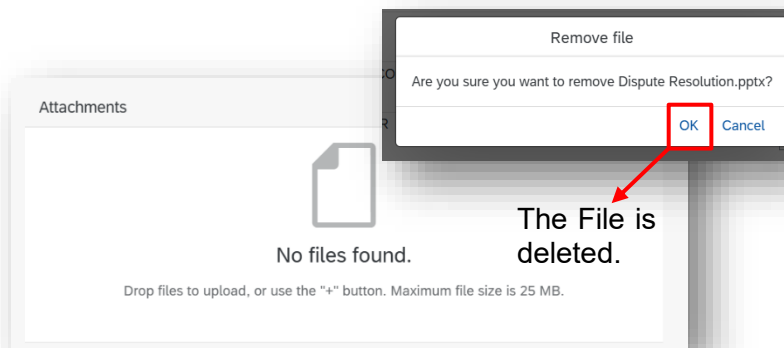 Remove file
Are you sure you want to remove Dispute Resolution.pptx?
OK Cancel
Attachments
The File is
deleted.
No files found.
Drop files to upload, or use the "+" button. Maximum file size is 25 MB.